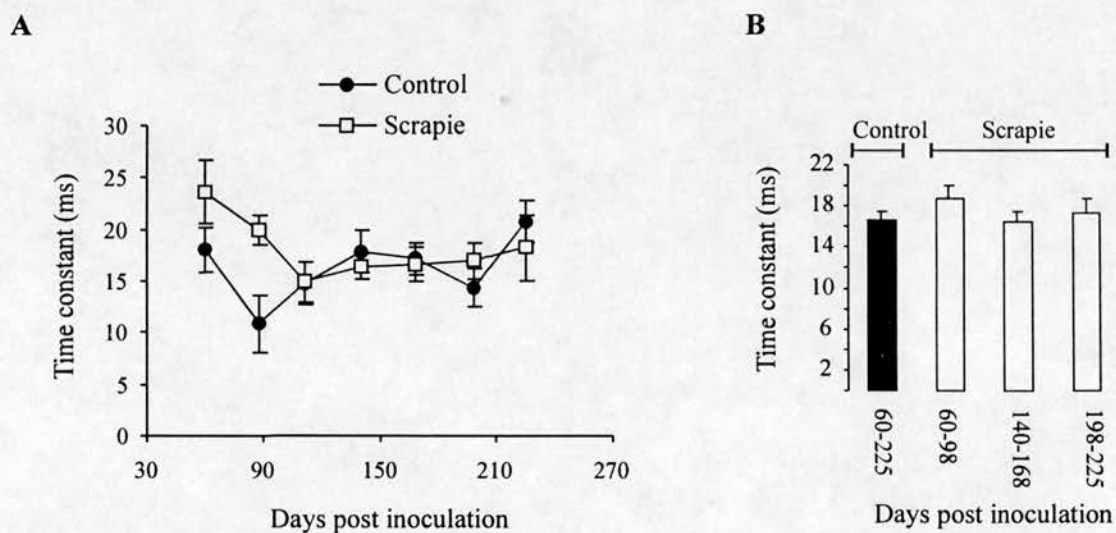 A
Control
Scrapie
30
25
20
15
10
5
0
Time constant (ms)
30 90 150 210 270
Days post inoculation
B
Control Scrapie
22
18
14
10
6
2
Time constant (ms)
60-225 60-98 140-168 198-225
Days post inoculation